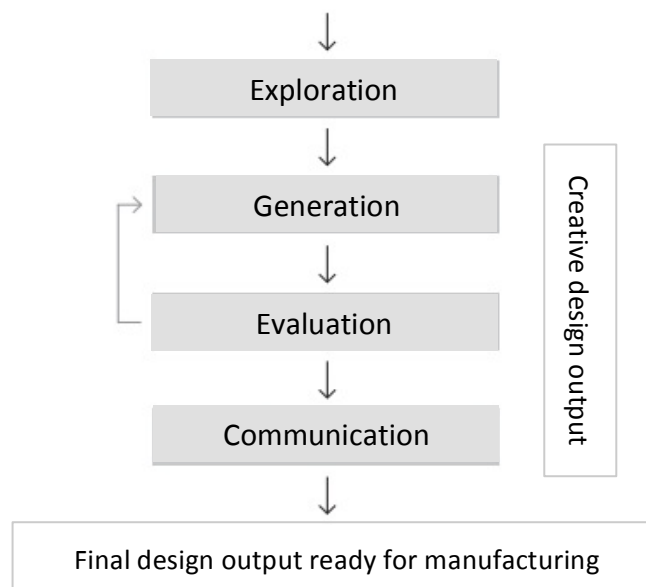 Exploration
Generation
Evaluation
Communication
Creative design output
Final design output ready for manufacturing